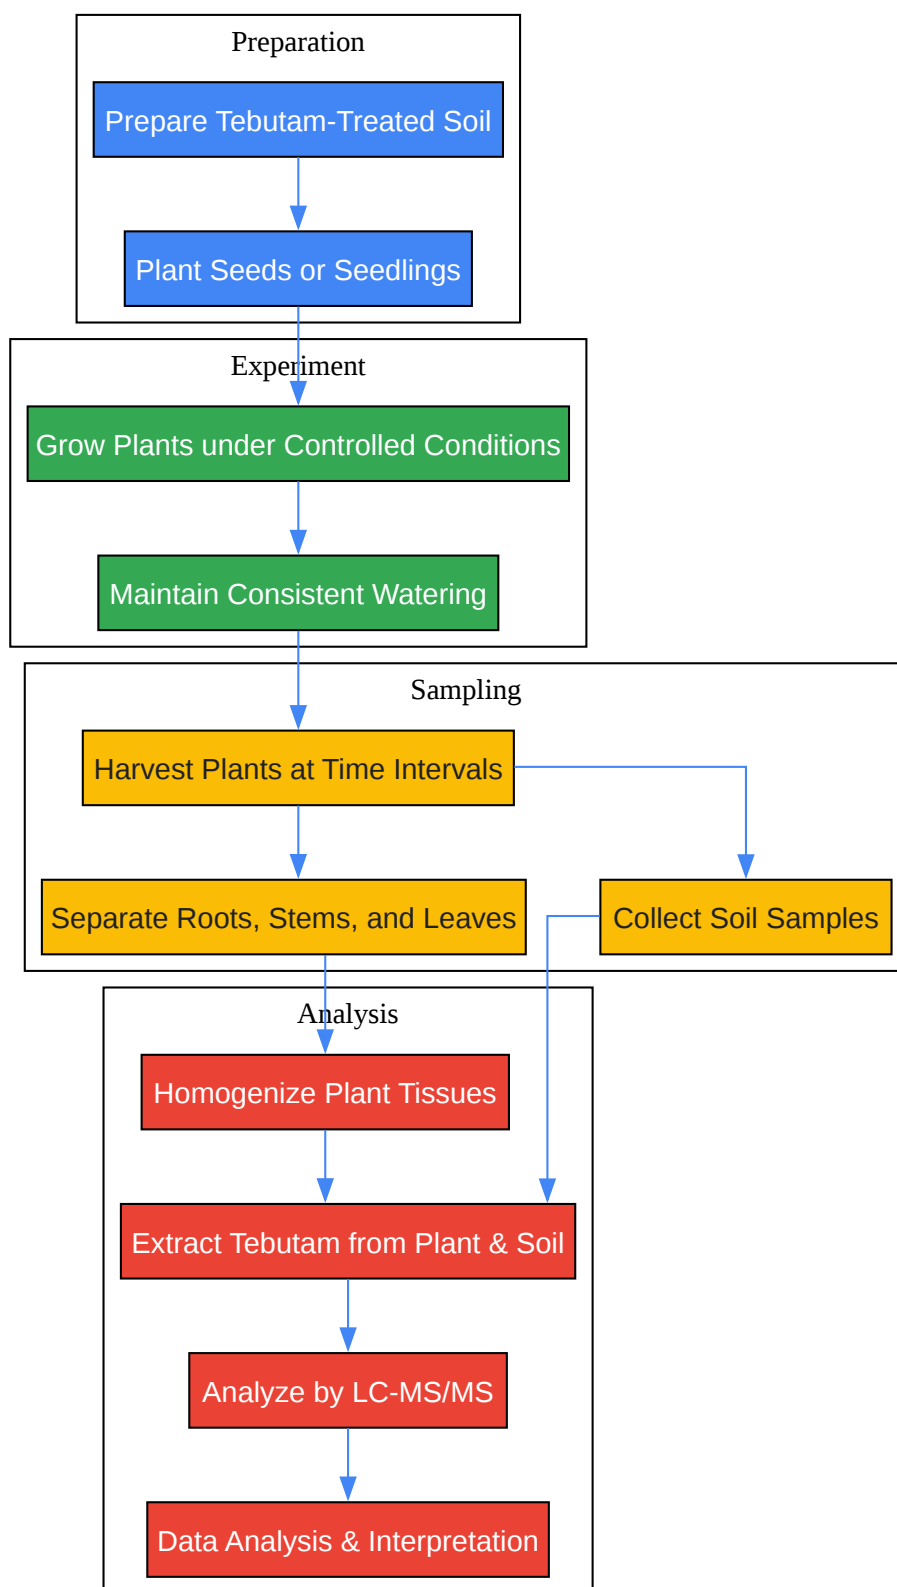 Preparation
Prepare Tebutam-Treated Soil
Plant Seeds or Seedlings
Experiment
Grow Plants under Controlled Conditions
Maintain Consistent Watering
Sampling
Harvest Plants at Time Intervals
Separate Roots, Stems, and Leaves
Collect Soil Samples
Analysis
Homogenize Plant Tissues
Extract Tebutam from Plant & Soil
Analyze by LC-MS/MS
Data Analysis & Interpretation